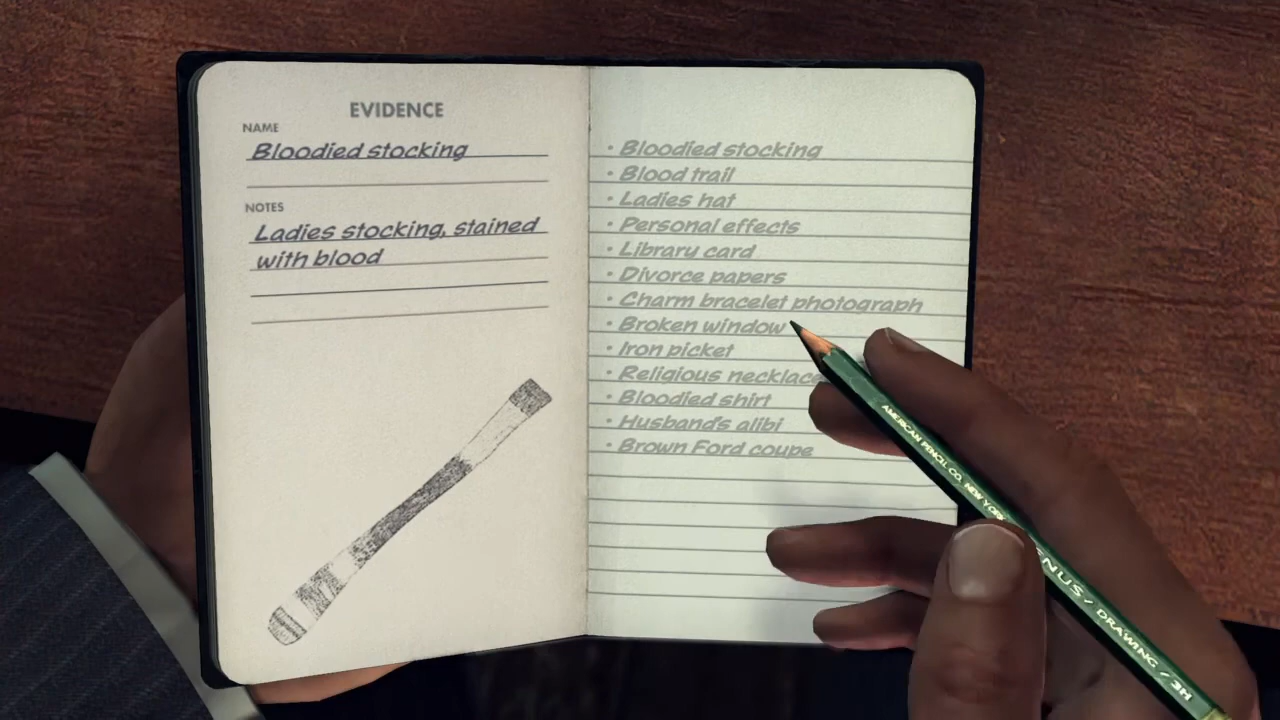 EVIDENCE
NAME
Bloodied stocking
NOTES
Ladies stocking, stained
with blood
• Bloodied stocking
• Blood trail
• Ladies hat
• Personal effects
• Library card
• Divorce papers
• Charm bracelet photograph
• Broken window
• Iron picket
• Religious necklace
• Bloodied shirt
• Husband's alibi
• Brown Ford coupe
AMERICAN PENCIL CO. NEW YORK
DRAWING / 3H